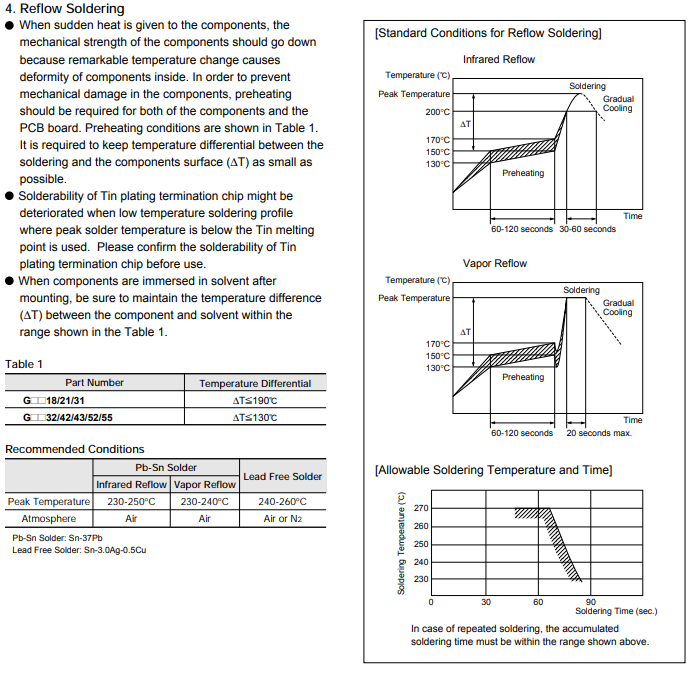 4. Reflow Soldering
● When sudden heat is given to the components, the
mechanical strength of the components should go down
because remarkable temperature change causes
deformity of components inside. In order to prevent
mechanical damage in the components, preheating
should be required for both of the components and the
PCB board. Preheating conditions are shown in Table 1.
It is required to keep temperature differential between the
soldering and the components surface (ΔT) as small as
possible.
● Solderability of Tin plating termination chip might be
deteriorated when low temperature soldering profile
where peak solder temperature is below the Tin melting
point is used. Please confirm the solderability of Tin
plating termination chip before use.
● When components are immersed in solvent after
mounting, be sure to maintain the temperature difference
(ΔT) between the component and solvent within the
range shown in the Table 1.
Table 1
Part Number Temperature Differential
G□□18/21/31 ΔT≦190℃
G□□32/42/43/52/55 ΔT≦130℃
Recommended Conditions
Pb-Sn Solder Lead Free Solder
Infrared Reflow Vapor Reflow
Peak Temperature 230-250°C 230-240°C 240-260°C
Atmosphere Air Air Air or N2
Pb-Sn Solder: Sn-37Pb
Lead Free Solder: Sn-3.0Ag-0.5Cu
[Standard Conditions for Reflow Soldering]
Infrared Reflow
Temperature (℃)
Soldering
Peak Temperature
Gradual
Cooling
200°C
ΔT
170°C
150°C
130°C
Preheating
Time
60-120 seconds 30-60 seconds
Vapor Reflow
Temperature (℃)
Soldering
Peak Temperature
Gradual
Cooling
ΔT
170°C
150°C
130°C
Preheating
Time
60-120 seconds 20 seconds max.
[Allowable Soldering Temperature and Time]
Soldering Temperature (℃)
270
260
250
240
230
0 30 60 90
Soldering Time (sec.)
In case of repeated soldering, the accumulated
soldering time must be within the range shown above.